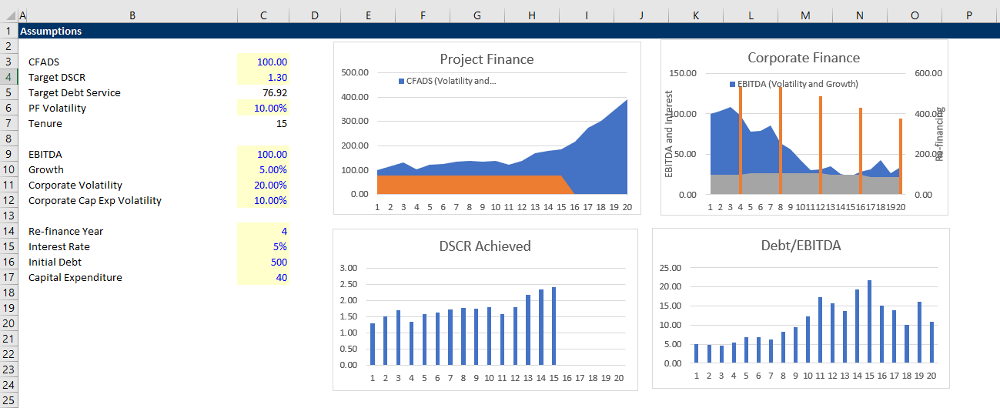 A B C D E F G H I J K L M N O P
1 Assumptions
2
3 CFADS 100.00
4 Target DSCR 1.30
5 Target Debt Service 76.92
6 PF Volatility 10.00%
7 Tenure 15
8
9 EBITDA 100.00
10 Growth 5.00%
11 Corporate Volatility 20.00%
12 Corporate Cap Exp Volatility 10.00%
13
14 Re-finance Year 4
15 Interest Rate 5%
16 Initial Debt 500
17 Capital Expenditure 40
18
19
20
21
22
23
24
25
Project Finance
CFADS (Volatility and...
500.00
400.00
300.00
200.00
100.00
0.00
1 2 3 4 5 6 7 8 9 10 11 12 13 14 15 16 17 18 19 20
Corporate Finance
EBITDA (Volatility and Growth)
EBITDA and Interest
150.00
100.00
50.00
0.00
600.00
400.00
200.00
0.00
Re-financing
1 2 3 4 5 6 7 8 9 10 11 12 13 14 15 16 17 18 19 20
DSCR Achieved
3.00
2.50
2.00
1.50
1.00
0.50
0.00
1 2 3 4 5 6 7 8 9 10 11 12 13 14 15 16 17 18 19 20
Debt/EBITDA
25.00
20.00
15.00
10.00
5.00
0.00
1 2 3 4 5 6 7 8 9 10 11 12 13 14 15 16 17 18 19 20